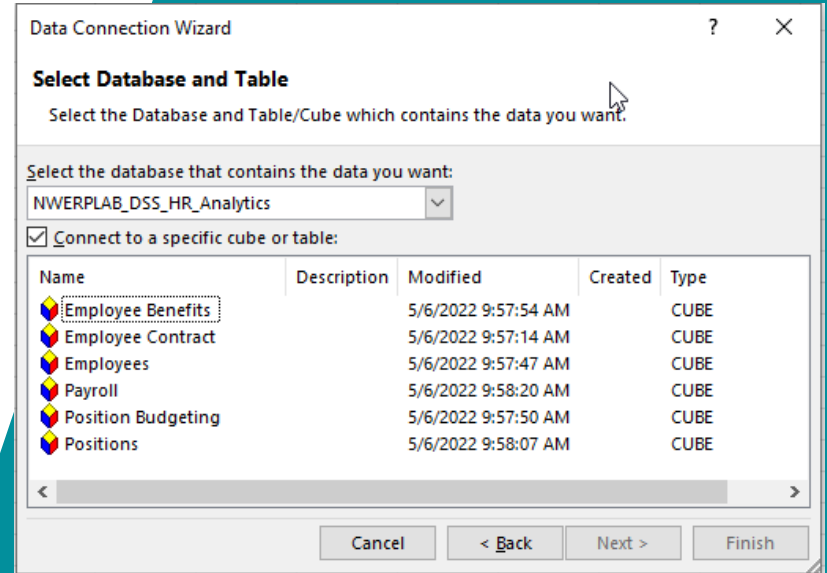 Data Connection Wizard ?
Select Database and Table
Select the Database and Table/Cube which contains the data you want.
Select the database that contains the data you want:
NWERPLAB_DSS_HR_Analytics
Connect to a specific cube or table:
Name Description Modified Created Type
Employee Benefits 5/6/2022 9:57:54 AM CUBE
Employee Contract 5/6/2022 9:57:14 AM CUBE
Employees 5/6/2022 9:57:47 AM CUBE
Payroll 5/6/2022 9:58:20 AM CUBE
Position Budgeting 5/6/2022 9:57:50 AM CUBE
Positions 5/6/2022 9:58:07 AM CUBE
Cancel < Back Next > Finish